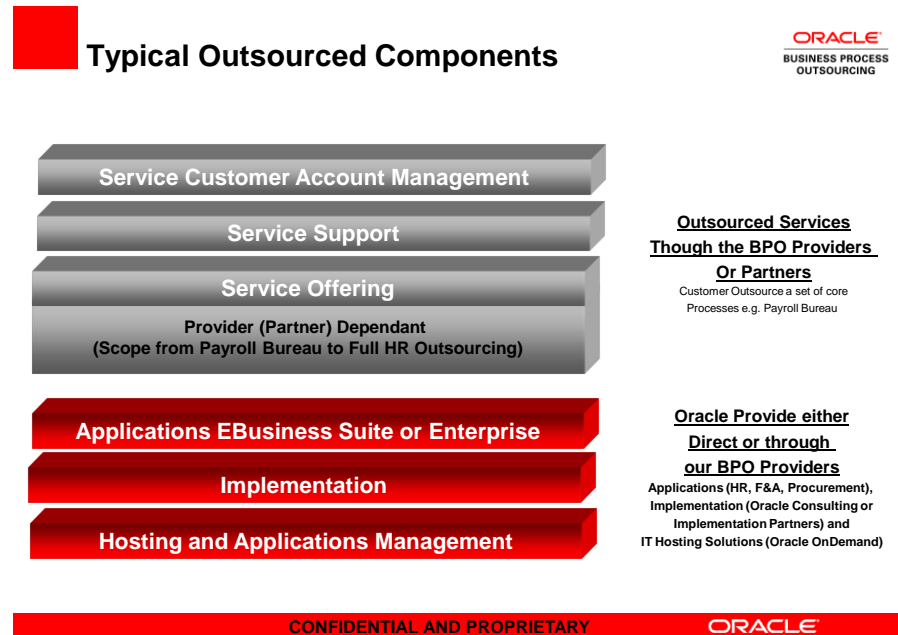 Typical Outsourced Components
ORACLE
BUSINESS PROCESS
OUTSOURCING
Service Customer Account Management
Service Support
Service Offering
Provider (Partner) Dependant
(Scope from Payroll Bureau to Full HR Outsourcing)
Outsourced Services
Though the BPO Providers
Or Partners
Customer Outsource a set of core
Processes e.g. Payroll Bureau
Applications EBusiness Suite or Enterprise
Implementation
Hosting and Applications Management
Oracle Provide either
Direct or through
our BPO Providers
Applications (HR, F&A, Procurement),
Implementation (Oracle Consulting or
Implementation Partners) and
IT Hosting Solutions (Oracle OnDemand)
CONFIDENTIAL AND PROPRIETARY
ORACLE